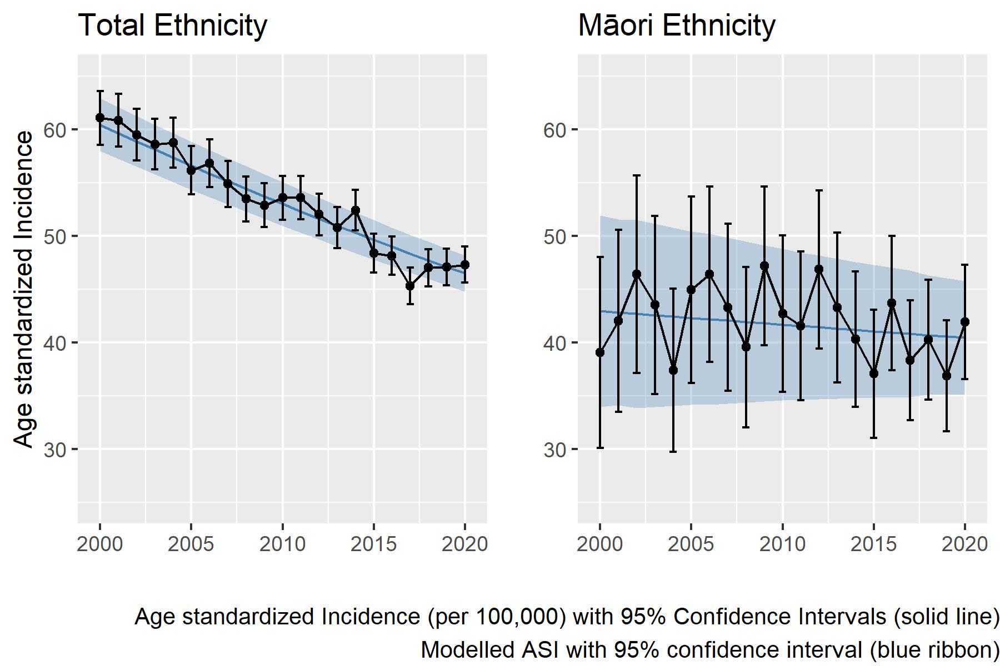 Total Ethnicity
Māori Ethnicity
Age standardized Incidence
60
50
40
30
2000 2005 2010 2015 2020
60
50
40
30
2000 2005 2010 2015 2020
Age standardized Incidence (per 100,000) with 95% Confidence Intervals (solid line)
Modelled ASI with 95% confidence interval (blue ribbon)